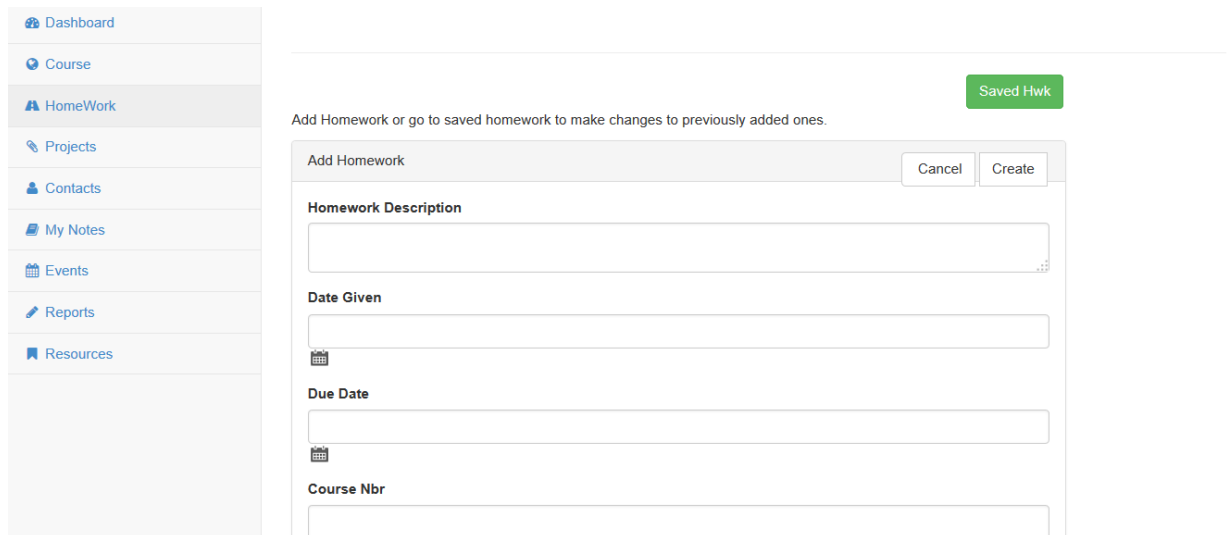 Dashboard
Course
HomeWork
Projects
Contacts
My Notes
Events
Reports
Resources
Saved Hwk
Add Homework or go to saved homework to make changes to previously added ones.
Add Homework
Cancel Create
Homework Description
Date Given
Due Date
Course Nbr